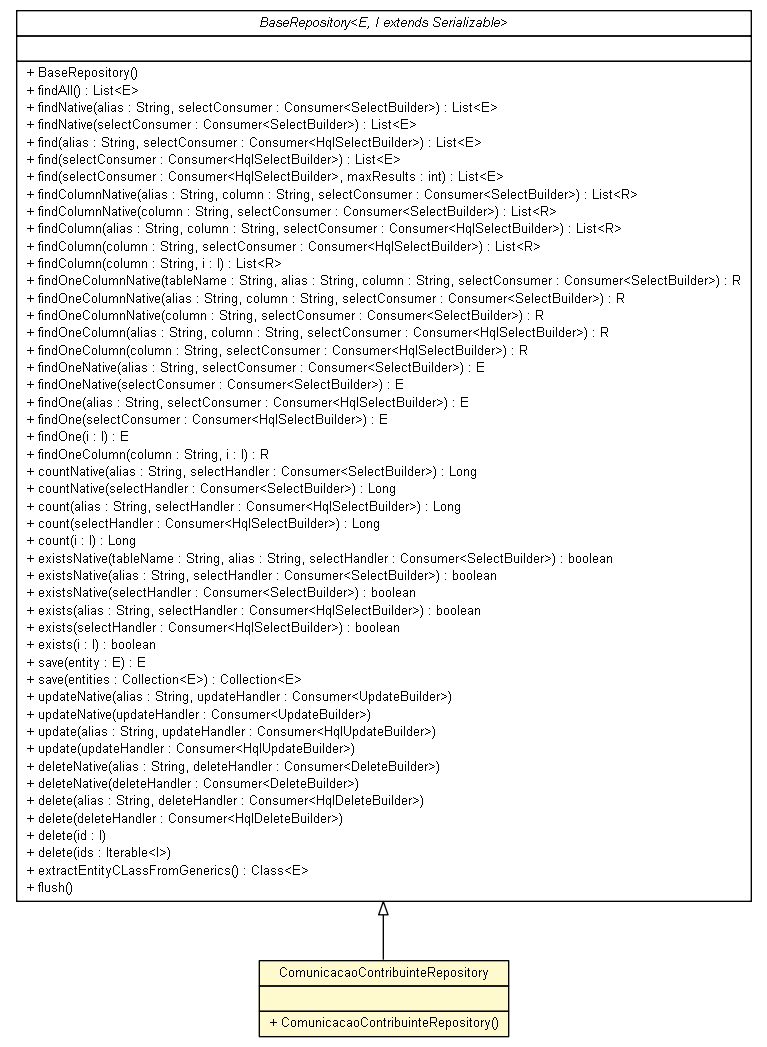 BaseRepository<E, I extends Serializable>
+ BaseRepository()
+ findAll() : List<E>
+ findNative(alias : String, selectConsumer : Consumer<SelectBuilder>) : List<E>
+ findNative(selectConsumer : Consumer<SelectBuilder>) : List<E>
+ find(alias : String, selectConsumer : Consumer<HqlSelectBuilder>) : List<E>
+ find(selectConsumer : Consumer<HqlSelectBuilder>) : List<E>
+ find(selectConsumer : Consumer<HqlSelectBuilder>, maxResults : int) : List<E>
+ findColumnNative(alias : String, column : String, selectConsumer : Consumer<SelectBuilder>) : List<R>
+ findColumnNative(column : String, selectConsumer : Consumer<SelectBuilder>) : List<R>
+ findColumn(alias : String, column : String, selectConsumer : Consumer<HqlSelectBuilder>) : List<R>
+ findColumn(column : String, selectConsumer : Consumer<HqlSelectBuilder>) : List<R>
+ findColumn(column : String, i : I) : List<R>
+ findOneColumnNative(tableName : String, alias : String, column : String, selectConsumer : Consumer<SelectBuilder>) : R
+ findOneColumnNative(alias : String, column : String, selectConsumer : Consumer<SelectBuilder>) : R
+ findOneColumnNative(column : String, selectConsumer : Consumer<SelectBuilder>) : R
+ findOneColumn(alias : String, column : String, selectConsumer : Consumer<HqlSelectBuilder>) : R
+ findOneColumn(column : String, selectConsumer : Consumer<HqlSelectBuilder>) : R
+ findOneNative(alias : String, selectConsumer : Consumer<SelectBuilder>) : E
+ findOneNative(selectConsumer : Consumer<SelectBuilder>) : E
+ findOne(alias : String, selectConsumer : Consumer<HqlSelectBuilder>) : E
+ findOne(selectConsumer : Consumer<HqlSelectBuilder>) : E
+ findOne(i : I) : E
+ findOneColumn(column : String, i : I) : R
+ countNative(alias : String, selectHandler : Consumer<SelectBuilder>) : Long
+ countNative(selectHandler : Consumer<SelectBuilder>) : Long
+ count(alias : String, selectHandler : Consumer<HqlSelectBuilder>) : Long
+ count(selectHandler : Consumer<HqlSelectBuilder>) : Long
+ count(i : I) : Long
+ existsNative(tableName : String, alias : String, selectHandler : Consumer<SelectBuilder>) : boolean
+ existsNative(alias : String, selectHandler : Consumer<SelectBuilder>) : boolean
+ existsNative(selectHandler : Consumer<SelectBuilder>) : boolean
+ exists(alias : String, selectHandler : Consumer<HqlSelectBuilder>) : boolean
+ exists(selectHandler : Consumer<HqlSelectBuilder>) : boolean
+ exists(i : I) : boolean
+ save(entity : E) : E
+ save(entities : Collection<E>) : Collection<E>
+ updateNative(alias : String, updateHandler : Consumer<UpdateBuilder>)
+ updateNative(updateHandler : Consumer<UpdateBuilder>)
+ update(alias : String, updateHandler : Consumer<HqlUpdateBuilder>)
+ update(updateHandler : Consumer<HqlUpdateBuilder>)
+ deleteNative(alias : String, deleteHandler : Consumer<DeleteBuilder>)
+ deleteNative(deleteHandler : Consumer<DeleteBuilder>)
+ delete(alias : String, deleteHandler : Consumer<HqlDeleteBuilder>)
+ delete(deleteHandler : Consumer<HqlDeleteBuilder>)
+ delete(id : I)
+ delete(ids : Iterable<I>)
+ extractEntityCLassFromGenerics() : Class<E>
+ flush()
ComunicacaoContribuinteRepository
+ ComunicacaoContribuinteRepository()